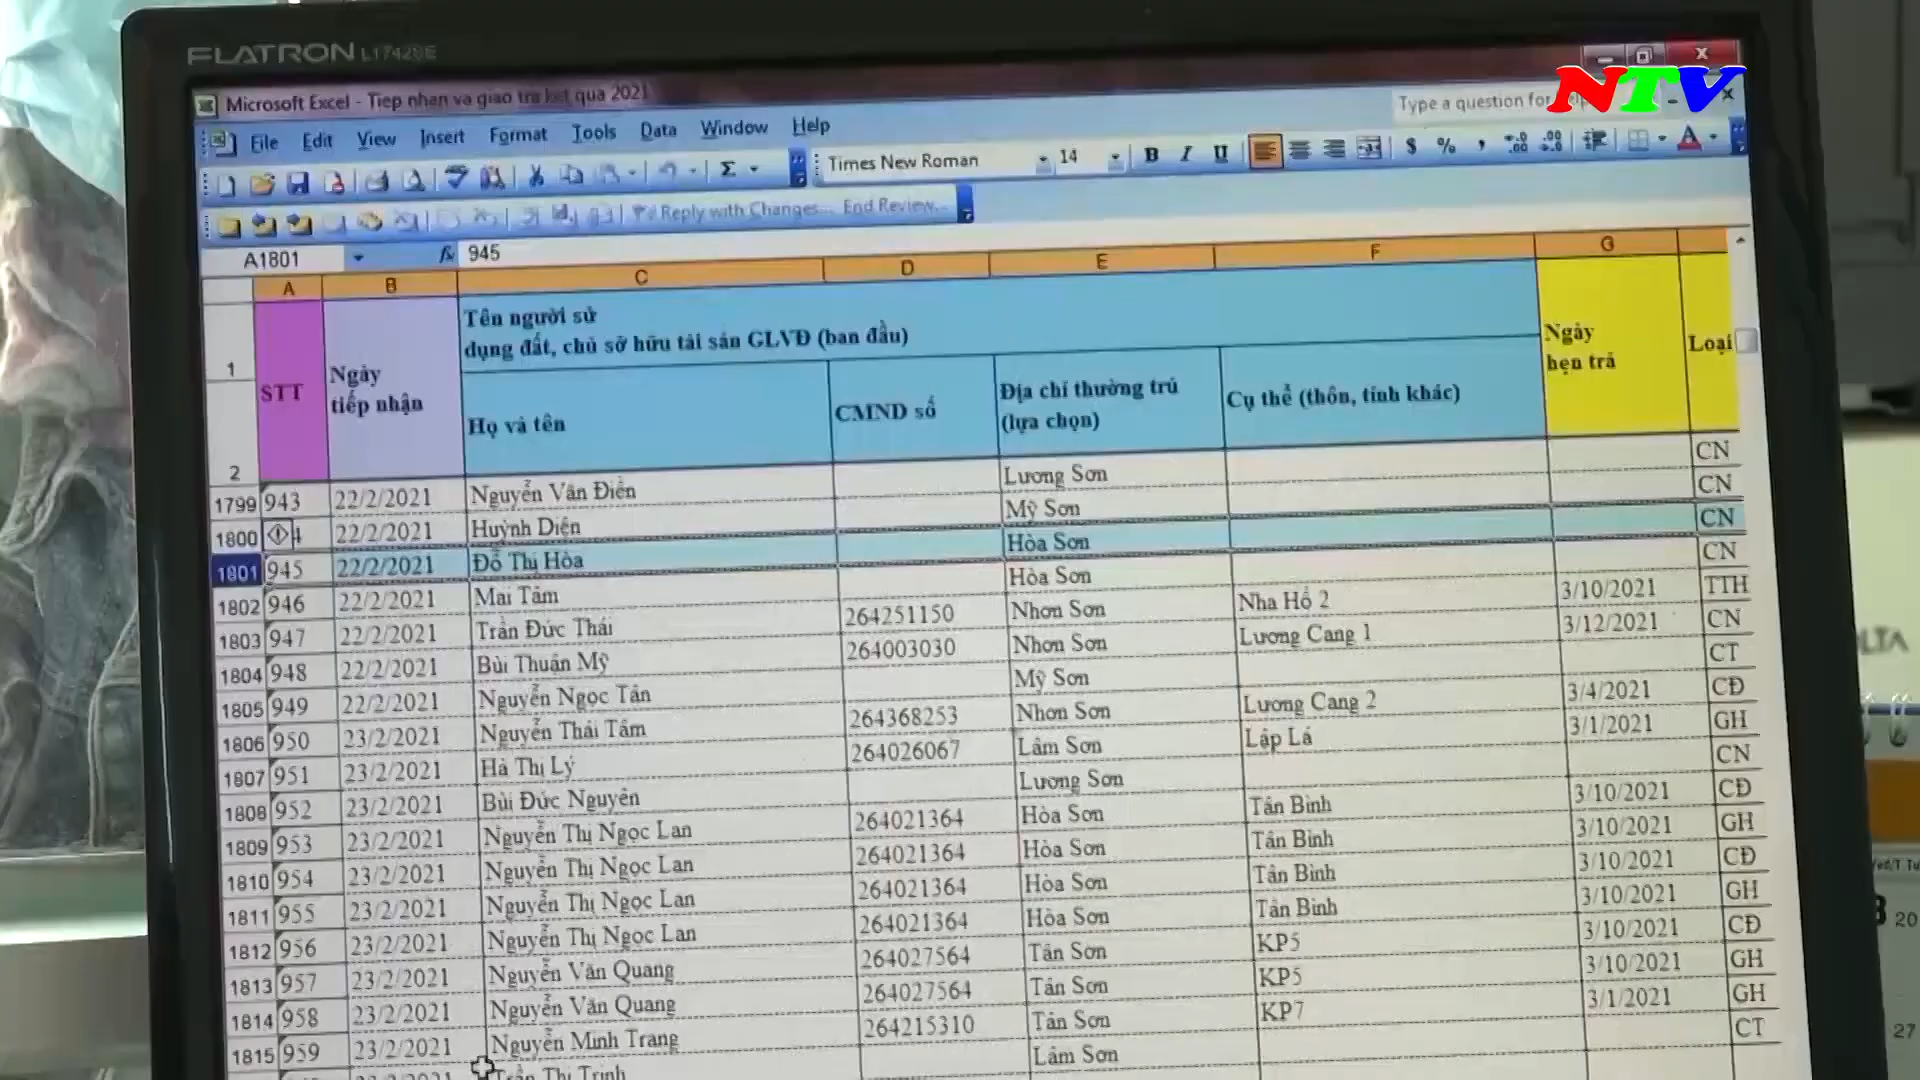 FLATRON L1742SE
NTV
Microsoft Excel - Tiep nhan va giao tra ket qua 2021
File Edit View Insert Format Tools Data Window Help
Type a question for help
Times New Roman 14 B I U $ %
Reply with Changes... End Review...
A1801 fx 945
A B C D E F G
1
2
STT
Ngày
tiếp nhận
Tên người sử
dụng đất, chủ sở hữu tài sản GLVĐ (ban đầu)
Họ và tên
CMND số
Địa chỉ thường trú
(lựa chọn)
Cụ thể (thôn, tỉnh khác)
Ngày
hẹn trả
Loại
1799 943 22/2/2021 Nguyễn Văn Điền Lương Sơn CN
1800 4 22/2/2021 Huỳnh Diện Mỹ Sơn CN
1801 945 22/2/2021 Đỗ Thị Hòa Hòa Sơn CN
1802 946 22/2/2021 Mai Tâm Hòa Sơn CN
1803 947 22/2/2021 Trần Đức Thái 264251150 Nhơn Sơn Nha Hố 2 3/10/2021 TTH
1804 948 22/2/2021 Bùi Thuận Mỹ 264003030 Nhơn Sơn Lương Cang 1 3/12/2021 CN
1805 949 22/2/2021 Nguyễn Ngọc Tân Mỹ Sơn CT
1806 950 23/2/2021 Nguyễn Thái Tâm 264368253 Nhơn Sơn Lương Cang 2 3/4/2021 CĐ
1807 951 23/2/2021 Hà Thị Lý 264026067 Lâm Sơn Lập Lá 3/1/2021 GH
1808 952 23/2/2021 Bùi Đức Nguyên Lương Sơn CN
1809 953 23/2/2021 Nguyễn Thị Ngọc Lan 264021364 Hòa Sơn Tân Bình 3/10/2021 CĐ
1810 954 23/2/2021 Nguyễn Thị Ngọc Lan 264021364 Hòa Sơn Tân Bình 3/10/2021 GH
1811 955 23/2/2021 Nguyễn Thị Ngọc Lan 264021364 Hòa Sơn Tân Bình 3/10/2021 CĐ
1812 956 23/2/2021 Nguyễn Thị Ngọc Lan 264021364 Hòa Sơn Tân Bình 3/10/2021 GH
1813 957 23/2/2021 Nguyễn Văn Quang 264027564 Tân Sơn KP5 3/10/2021 CĐ
1814 958 23/2/2021 Nguyễn Văn Quang 264027564 Tân Sơn KP5 3/10/2021 GH
1815 959 23/2/2021 Nguyễn Minh Trang 264215310 Tân Sơn KP7 3/1/2021 GH
Trần Thị Trinh Lâm Sơn CT
20
27